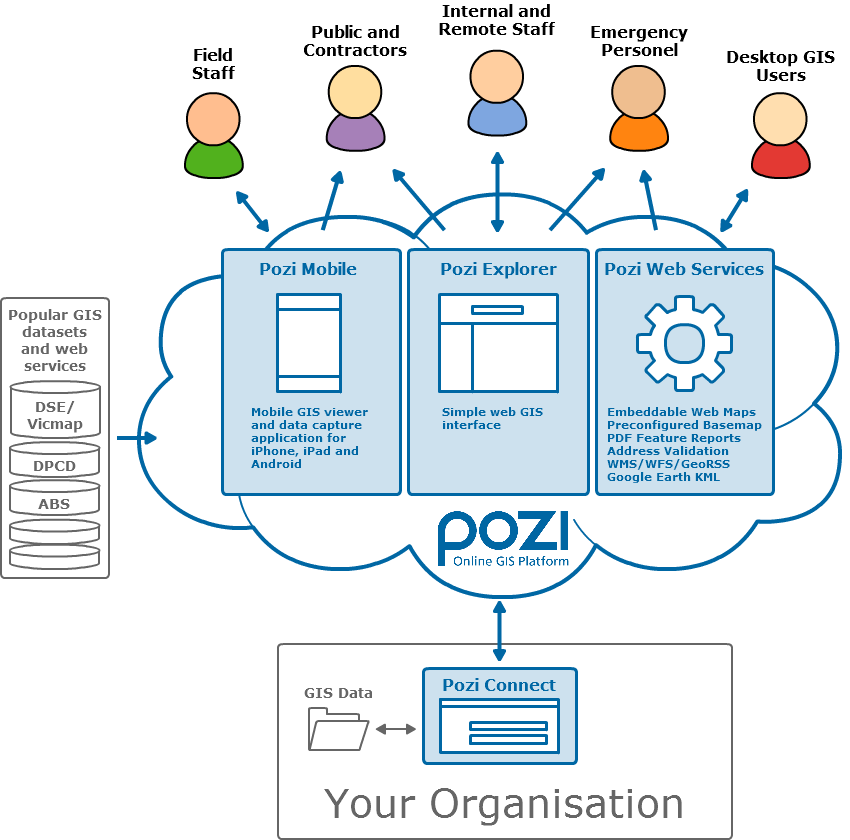 Field
Staff
Public and
Contractors
Internal and
Remote Staff
Emergency
Personel
Desktop GIS
Users
Popular GIS
datasets
and web
services
DSE/
Vicmap
DPCD
ABS
Pozi Mobile
Mobile GIS viewer
and data capture
application for
iPhone, iPad and
Android
Pozi Explorer
Simple web GIS
interface
Pozi Web Services
Embeddable Web Maps
Preconfigured Basemap
PDF Feature Reports
Address Validation
WMS/WFS/GeoRSS
Google Earth KML
pozi
Online GIS Platform
GIS Data
Pozi Connect
Your Organisation